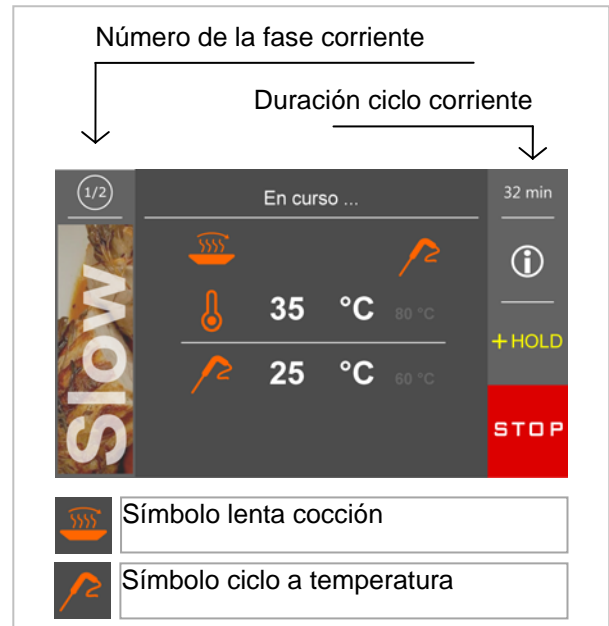 Número de la fase corriente
Duración ciclo corriente
1/2
En curso ...
32 min
Slow
35 °C 80 °C
+HOLD
25 °C 60 °C
STOP
Símbolo lenta cocción
Símbolo ciclo a temperatura